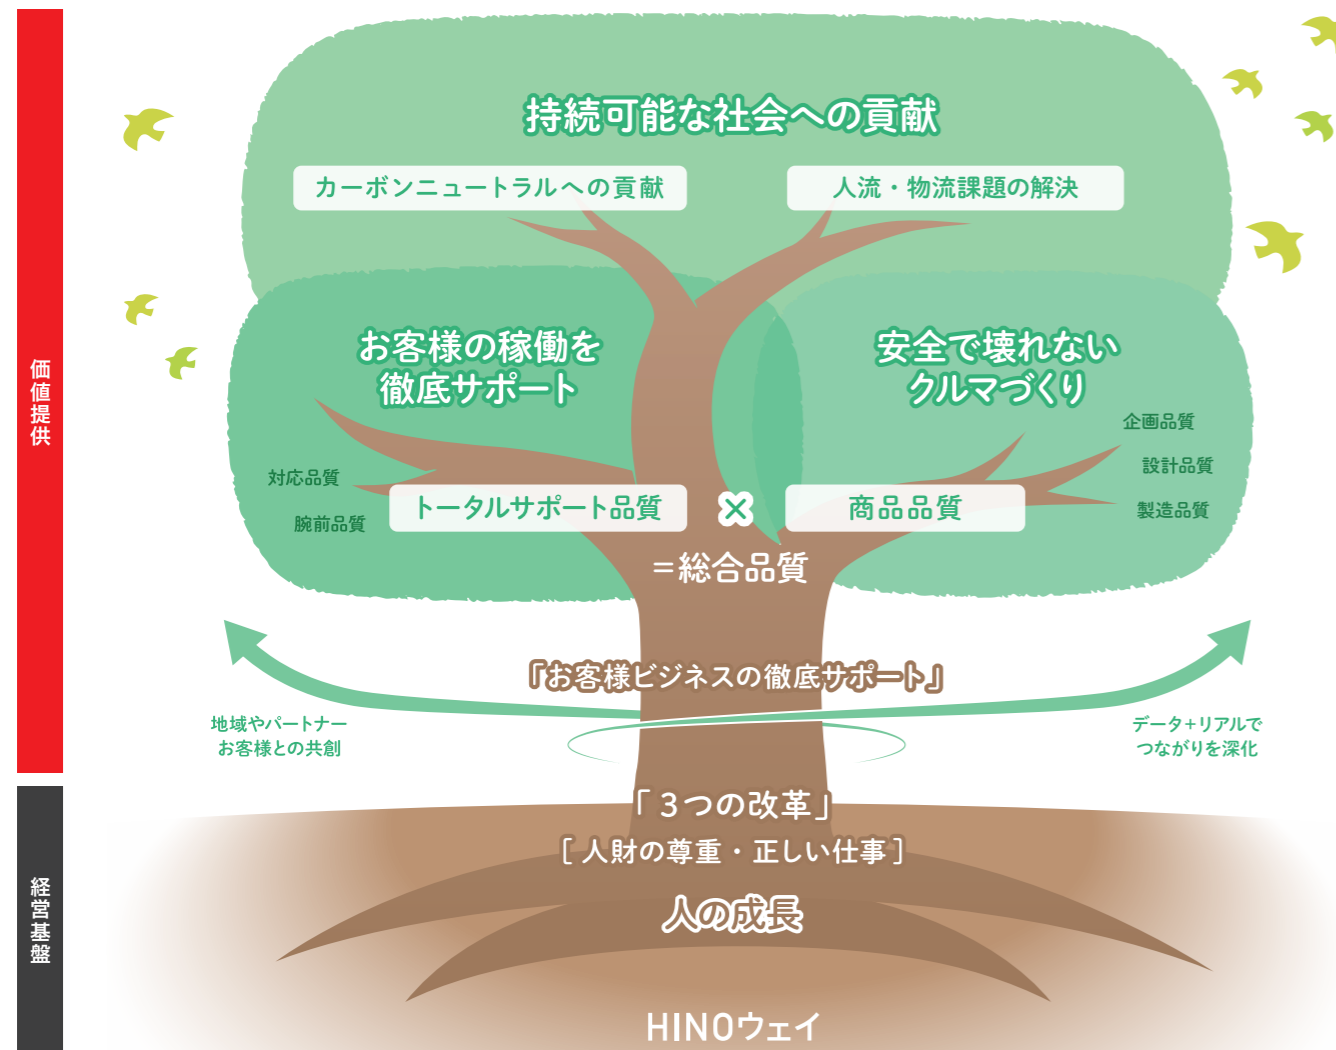 持続可能な社会への貢献
カーボンニュートラルへの貢献
人流・物流課題の解決
お客様の稼働を
徹底サポート
安全で壊れない
クルマづくり
企画品質
設計品質
製造品質
対応品質
腕前品質
トータルサポート品質
×
商品品質
=総合品質
「お客様ビジネスの徹底サポート」
地域やパートナー
お客様との共創
データ+リアルで
つながりを深化
「3つの改革」
[人財の尊重・正しい仕事]
人の成長
HINOウェイ
価値提供
経営基盤